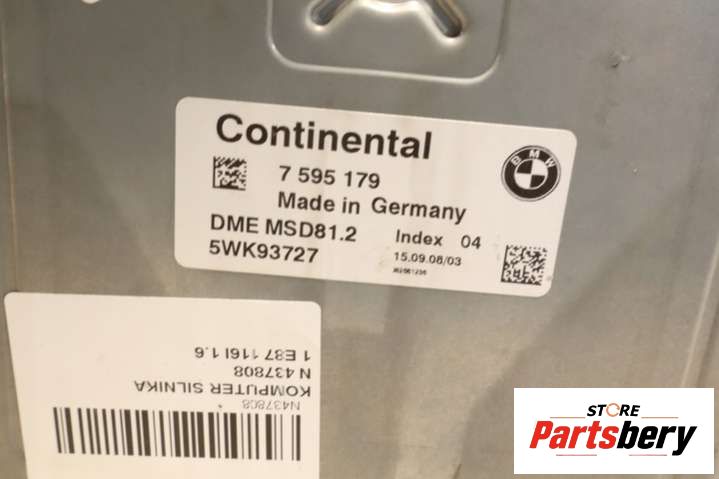 Continental
BMW
7 595 179
Made in Germany
DME MSD81.2
Index 04
5WK93727
15.09.08/03
N437808
KOMPUTER SILNIKA
N 437808
1 E87 116I 1.6
STORE
Partsbery